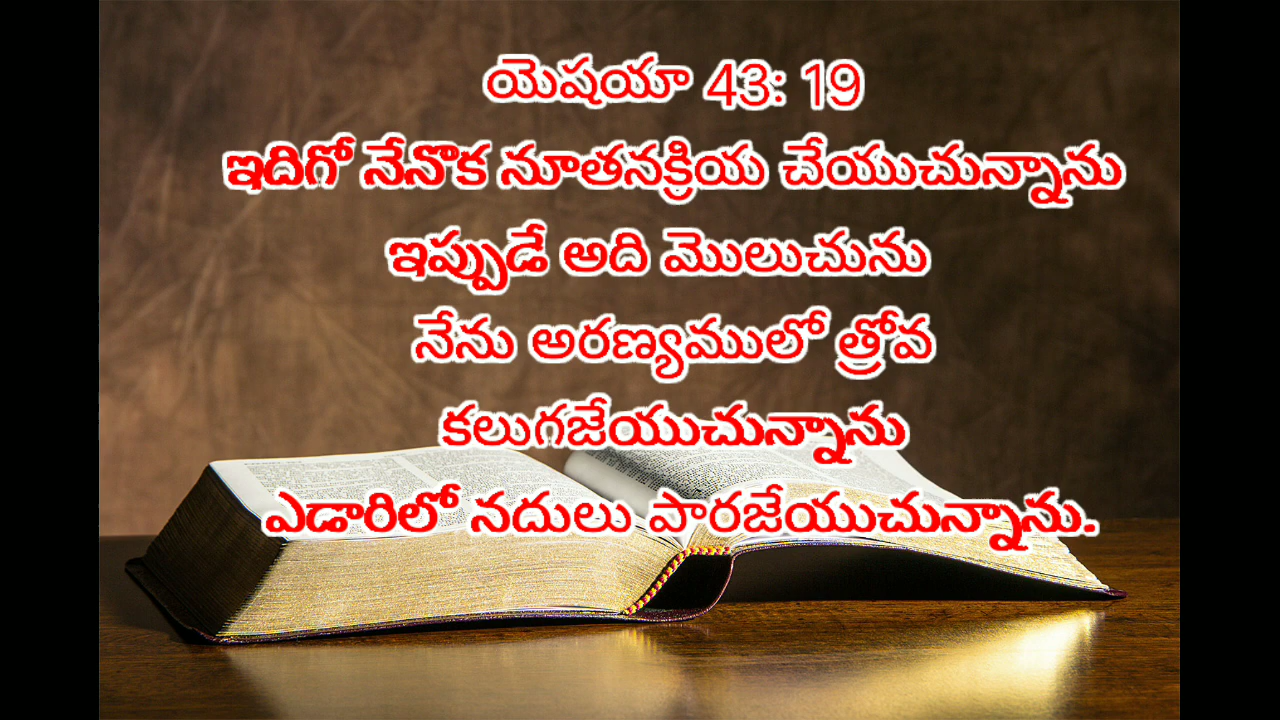 యెషయా 43: 19
ఇదిగో నేనొక నూతనక్రియ చేయుచున్నాను
ఇప్పుడే అది మొలుచును
నేను అరణ్యములో త్రోవ
కలుగజేయుచున్నాను
ఎడారిలో నదులు పారజేయుచున్నాను.